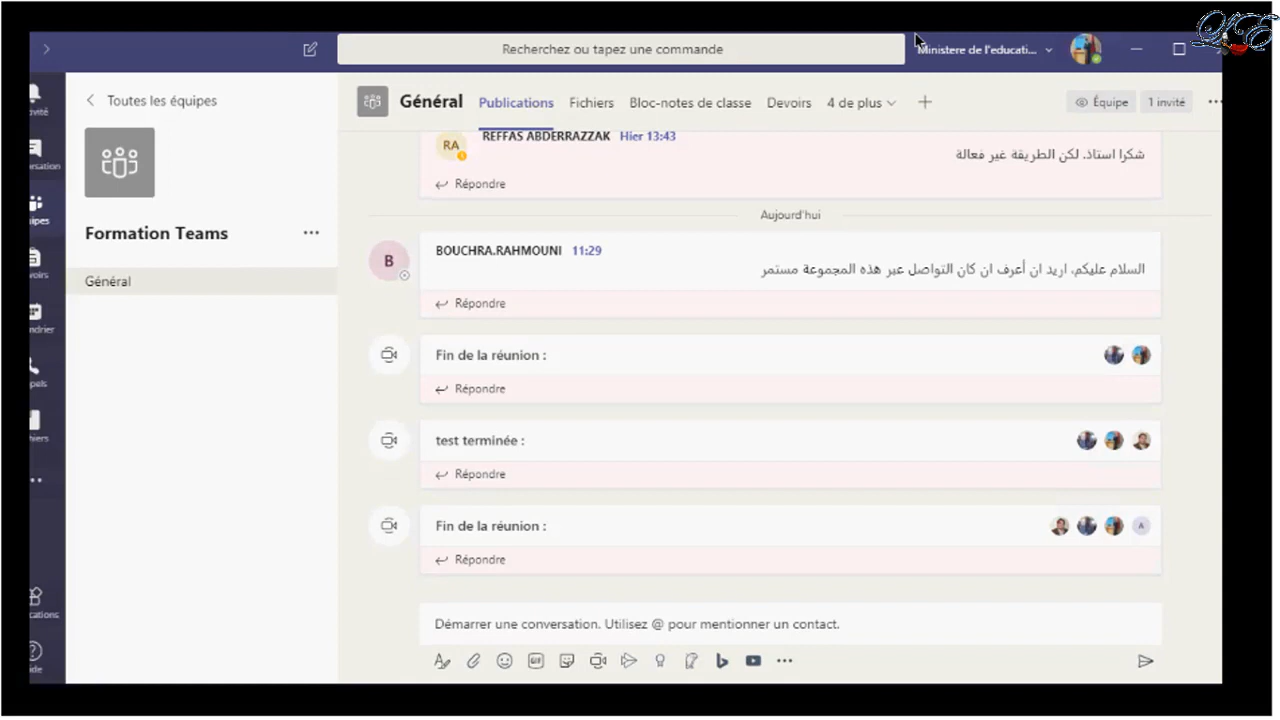 Recherchez ou tapez une commande
Ministere de l'educati...
Toutes les équipes
Formation Teams
Général
Général
Publications
Fichiers
Bloc-notes de classe
Devoirs
4 de plus
Équipe
1 invité
RA
REFFAS ABDERRAZZAK Hier 13:43
شكرا استاذ. لكن الطريقة غير فعالة
Répondre
Aujourd'hui
B
BOUCHRA.RAHMOUNI 11:29
السلام عليكم، اريد ان أعرف ان كان التواصل عبر هذه المجموعة مستمر
Répondre
Fin de la réunion :
Répondre
test terminée :
Répondre
Fin de la réunion :
A
Répondre
Démarrer une conversation. Utilisez @ pour mentionner un contact.
GIF